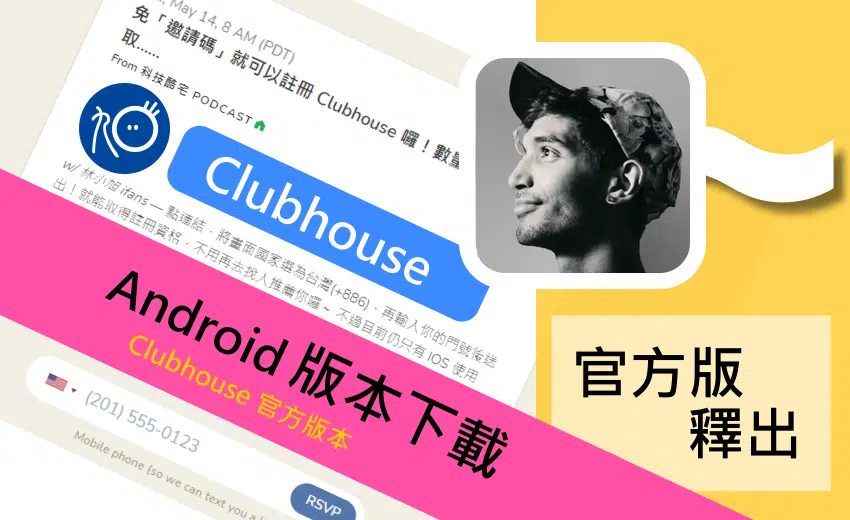 May 14, 8 AM (PDT)
免「邀請碼」就可以註冊 Clubhouse 囉！數量
取......
From 科技酷宅 PODCAST
Clubhouse
w/ 林小旭 ifans — 點連結，將畫面國家選為台灣(+886)，再輸入你的門號後送
出！就能取得註冊資格，不用再去找人推薦你囉~ 不過目前仍只有 IOS 使用
Android 版本下載
Clubhouse 官方版本
(201) 555-0123
Mobile phone (so we can text you a
RSVP
官方版
釋出